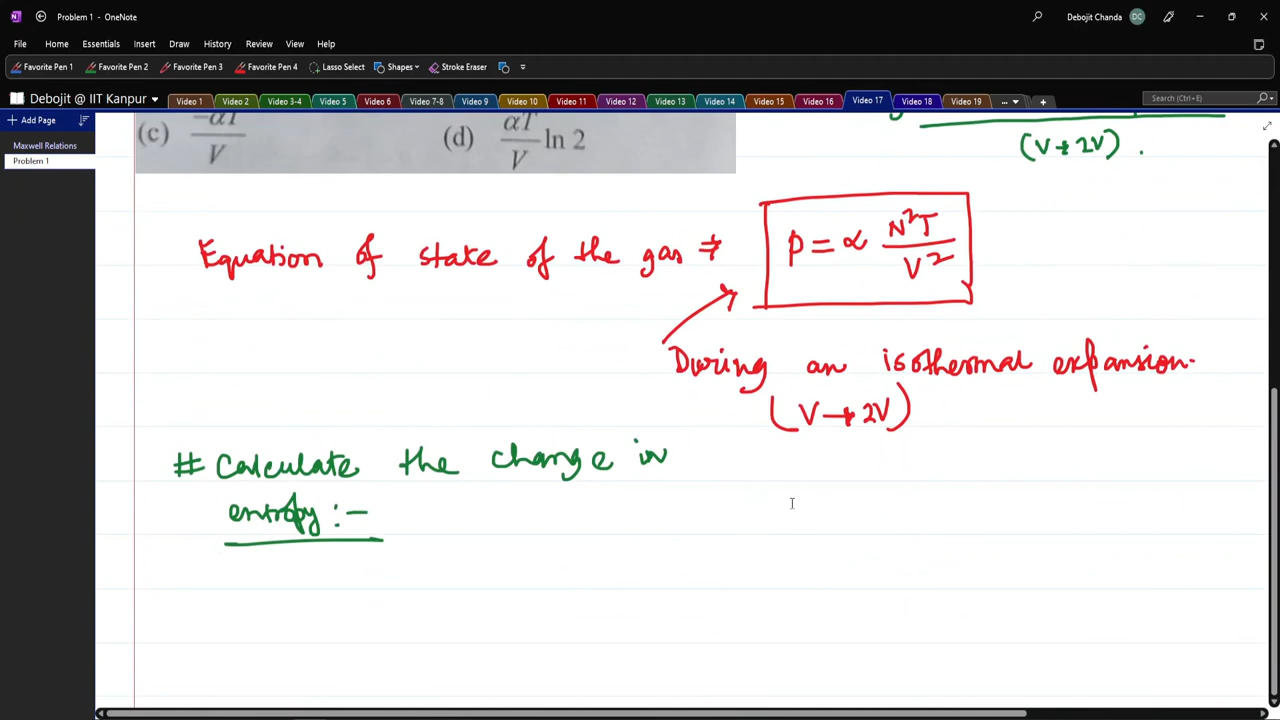 Problem 1 - OneNote
Debojit Chanda DC
File Home Essentials Insert Draw History Review View Help
Favorite Pen 1 Favorite Pen 2 Favorite Pen 3 Favorite Pen 4 Lasso Select Shapes Stroke Eraser
Debojit @ IIT Kanpur Video 1 Video 2 Video 3-4 Video 5 Video 6 Video 7-8 Video 9 Video 10 Video 11 Video 12 Video 13 Video 14 Video 15 Video 16 Video 17 Video 18 Video 19 ... Search (Ctrl+E)
Add Page
Maxwell Relations
Problem 1
(c) -αT/V (d) αT/V ln 2
(V→2V).
Equation of state of the gas ⇒ P = α N²T/V²
During an isothermal expansion.
(V→2V)
# Calculate the change in
entropy :-